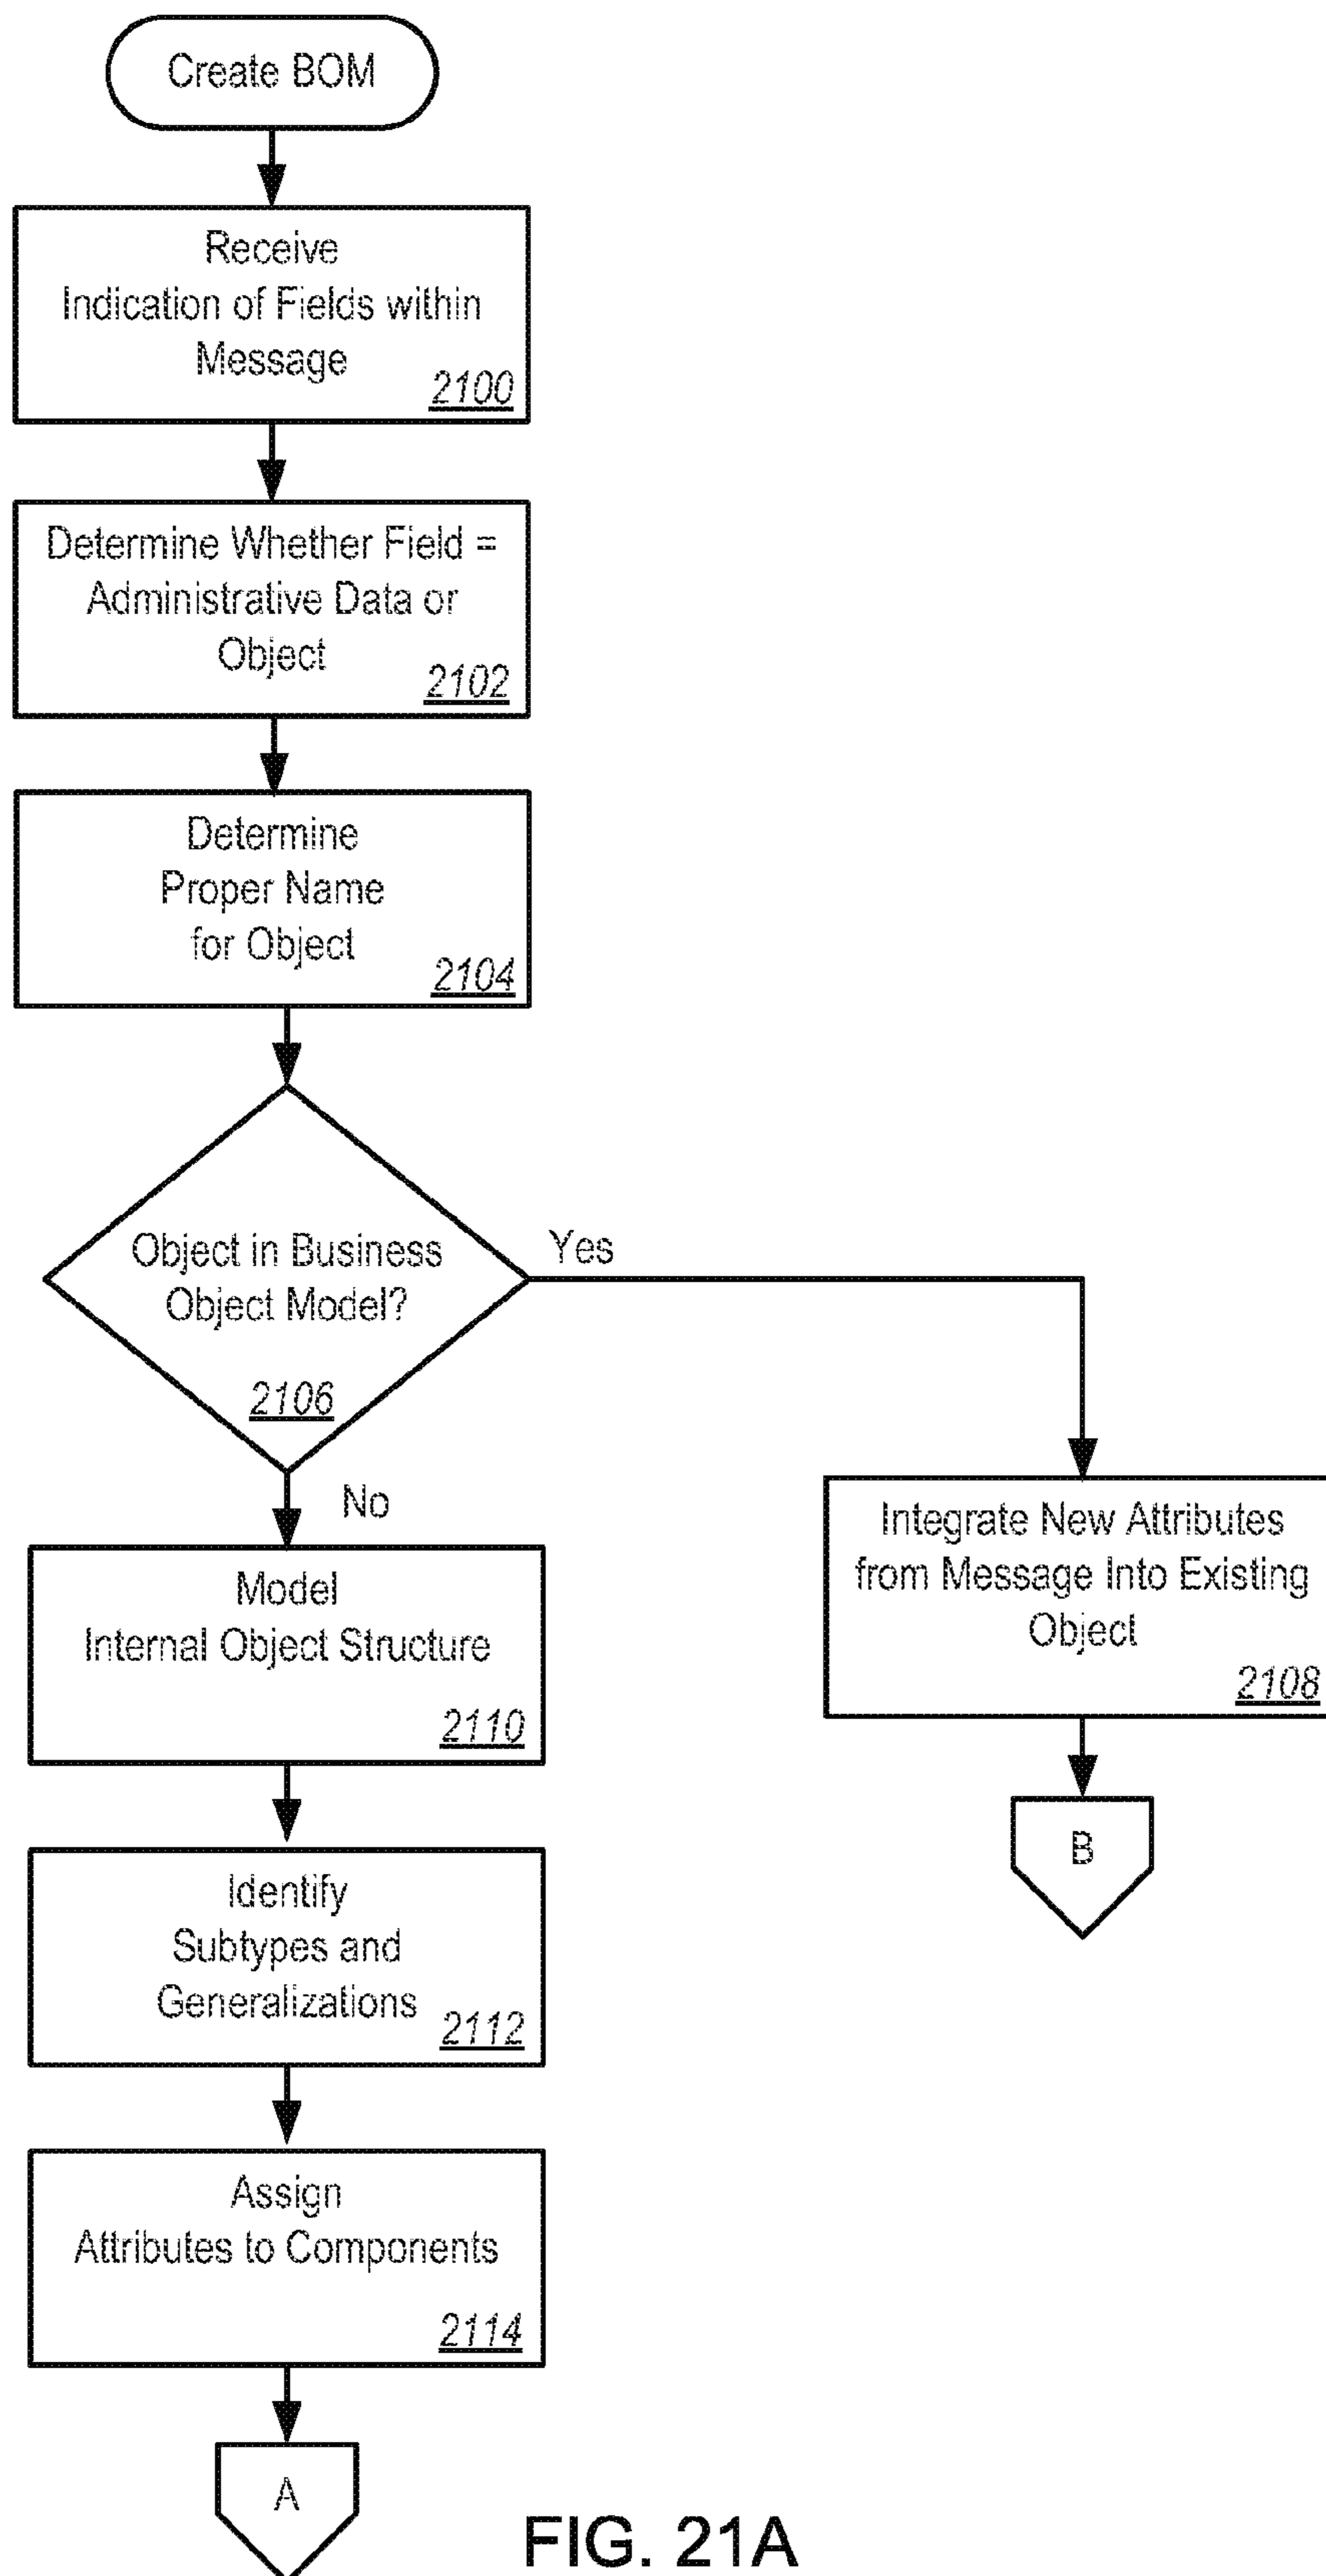 Create BOM
Receive
Indication of Fields within
Message
2100
Determine Whether Field =
Administrative Data or
Object
2102
Determine
Proper Name
for Object
2104
Object in Business
Object Model?
2106
Yes
No
Integrate New Attributes
from Message Into Existing
Object
2108
B
Model
Internal Object Structure
2110
Identify
Subtypes and
Generalizations
2112
Assign
Attributes to Components
2114
A
FIG. 21A